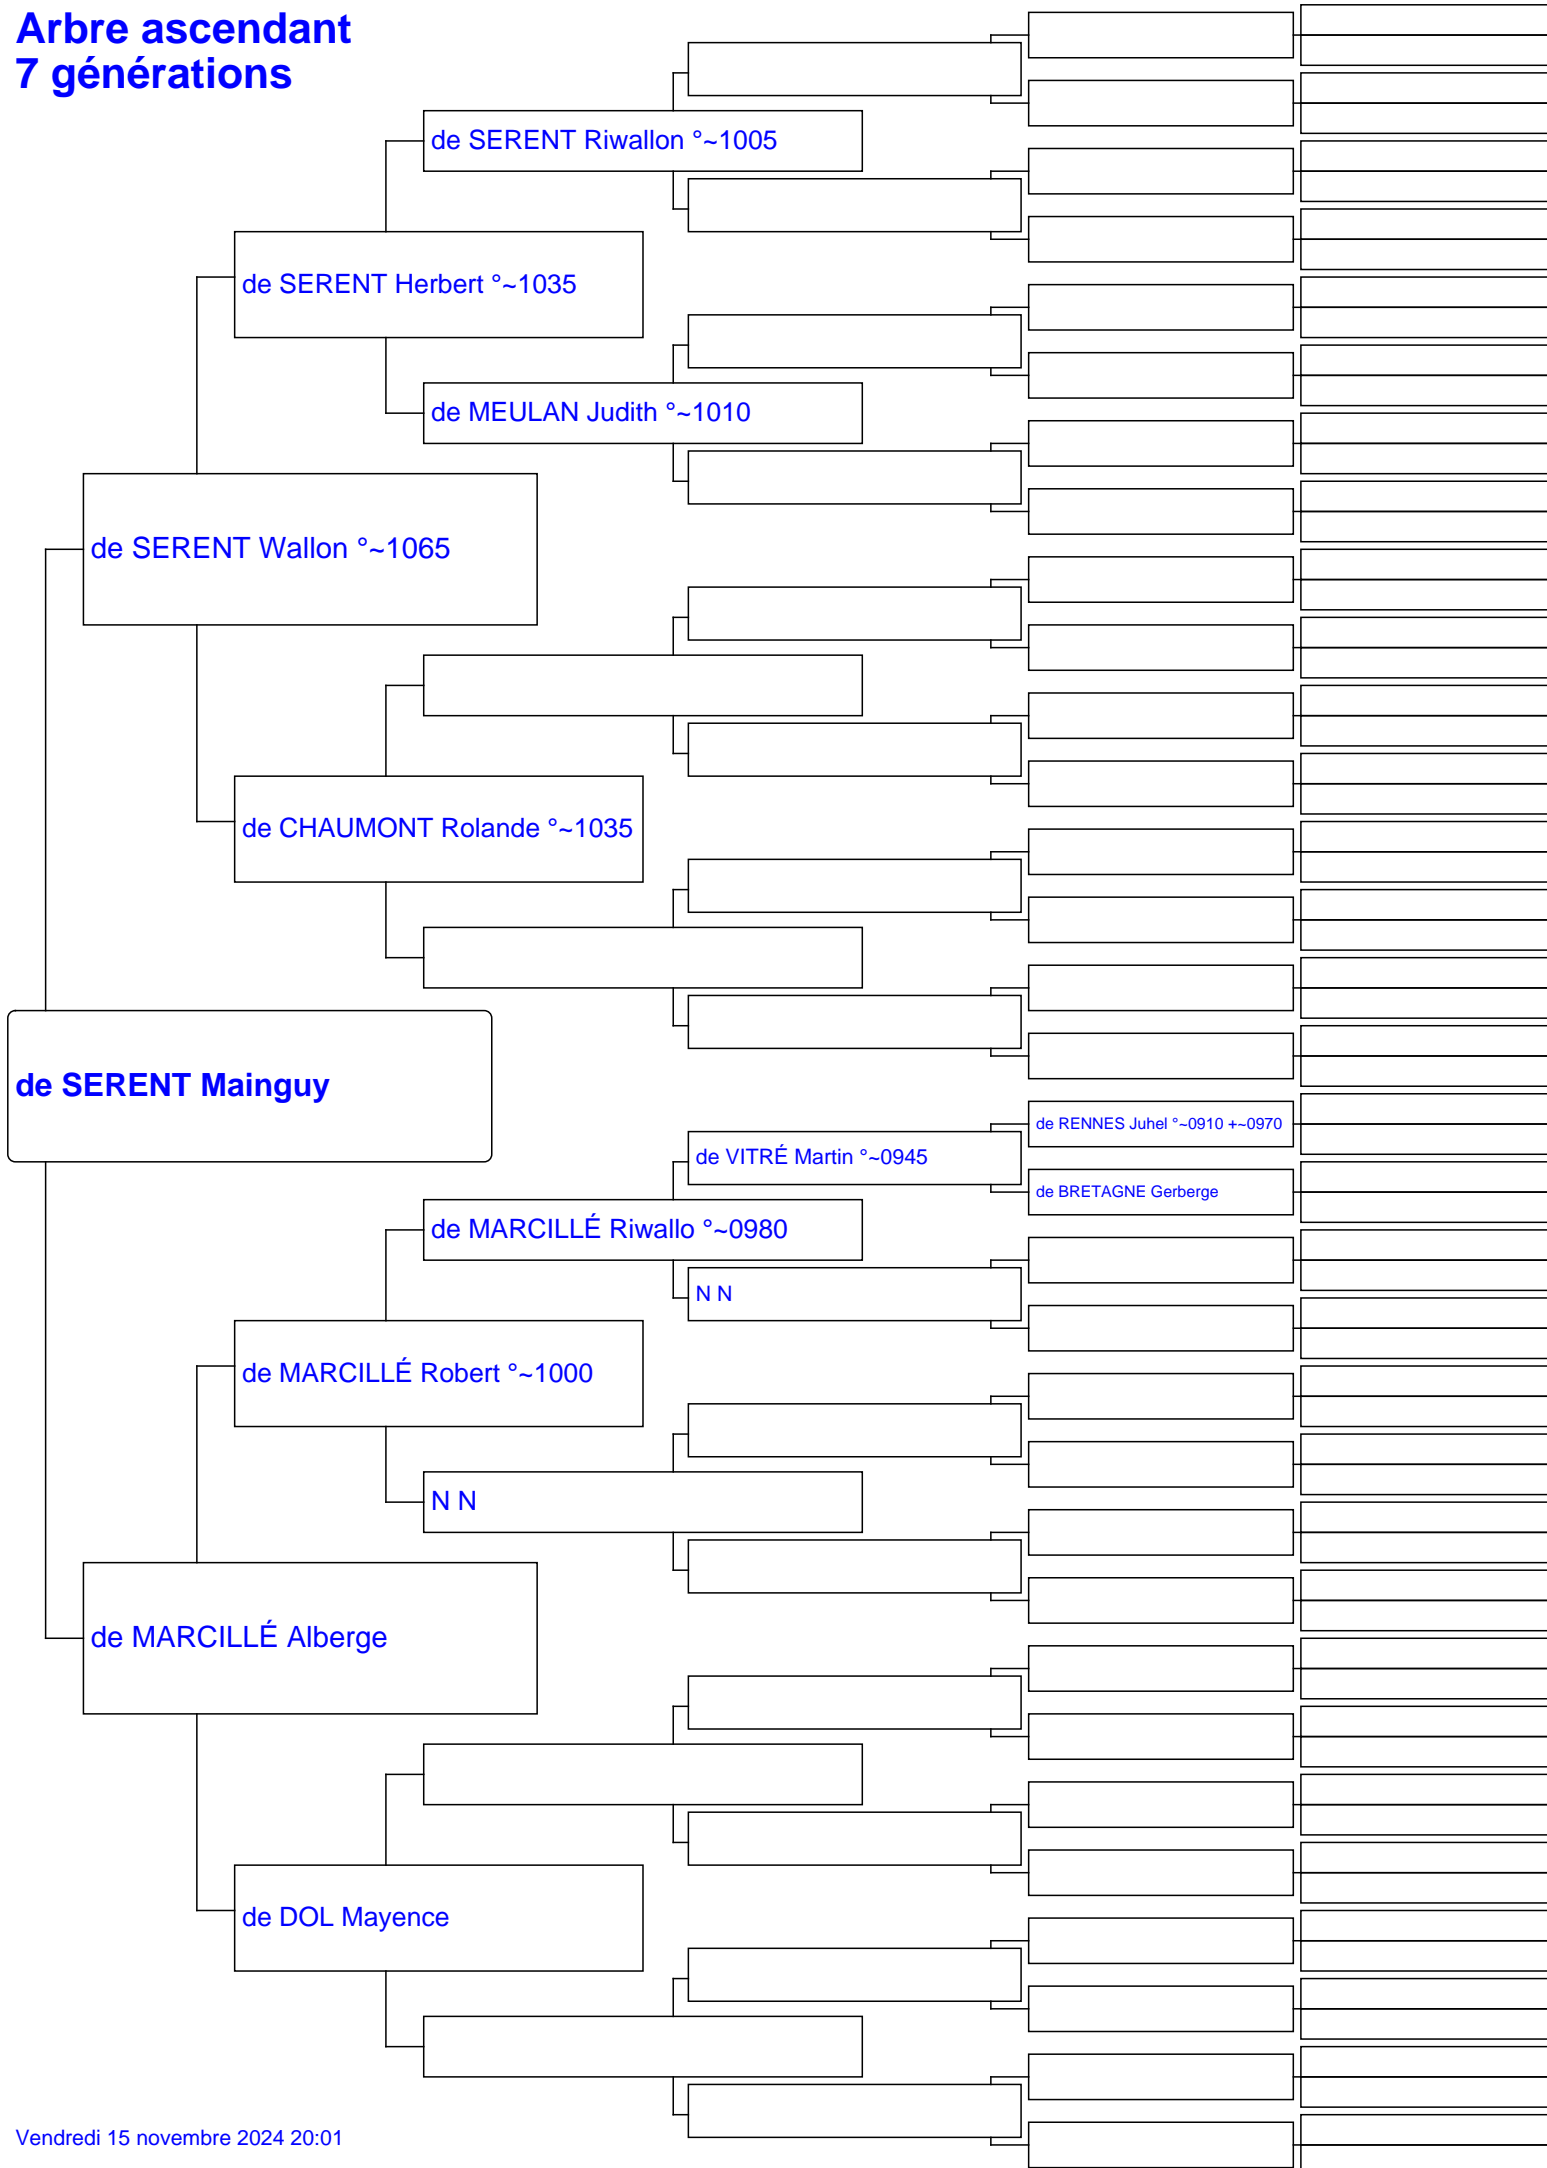 Arbre ascendant
7 générations
de SERENT Riwallon °~1005
de SERENT Herbert °~1035
de MEULAN Judith °~1010
de SERENT Wallon °~1065
de CHAUMONT Rolande °~1035
de SERENT Mainguy
de RENNES Juhel °~0910 +~0970
de VITRÉ Martin °~0945
de BRETAGNE Gerberge
de MARCILLÉ Riwallo °~0980
N N
de MARCILLÉ Robert °~1000
N N
de MARCILLÉ Alberge
de DOL Mayence
Vendredi 15 novembre 2024 20:01